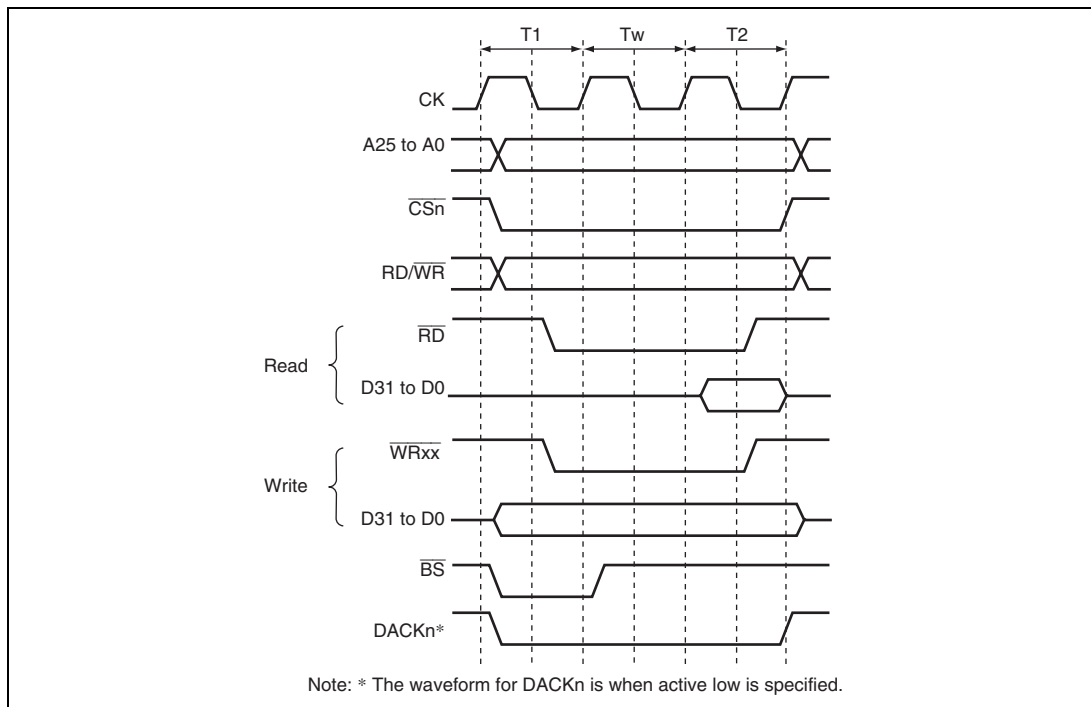 T1 Tw T2
CK
A25 to A0
CSn
RD/WR
RD
Read
D31 to D0
WRxx
Write
D31 to D0
BS
DACKn*
Note: * The waveform for DACKn is when active low is specified.